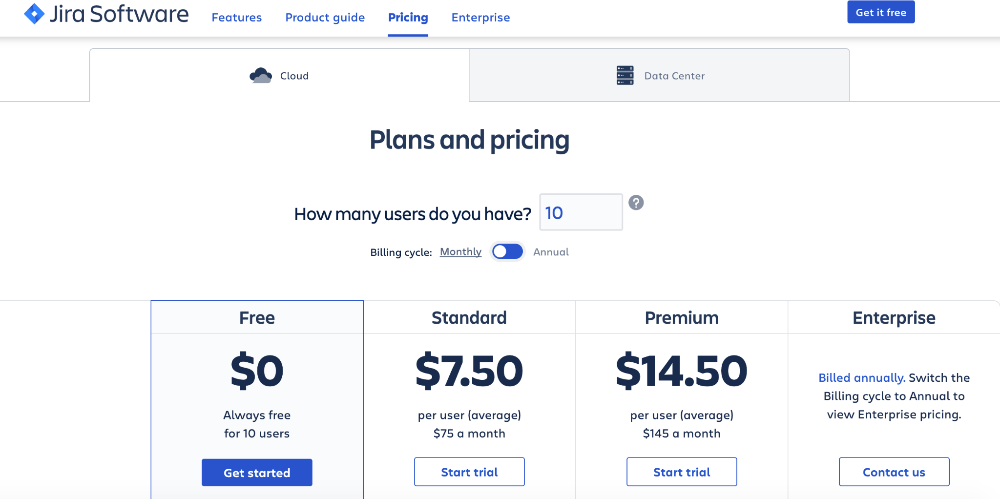 Jira Software
Features
Product guide
Pricing
Enterprise
Get it free
Cloud
Data Center
Plans and pricing
How many users do you have?
10
?
Billing cycle: Monthly Annual
Free
$0
Always free
for 10 users
Get started
Standard
$7.50
per user (average)
$75 a month
Start trial
Premium
$14.50
per user (average)
$145 a month
Start trial
Enterprise
Billed annually. Switch the
Billing cycle to Annual to
view Enterprise pricing.
Contact us